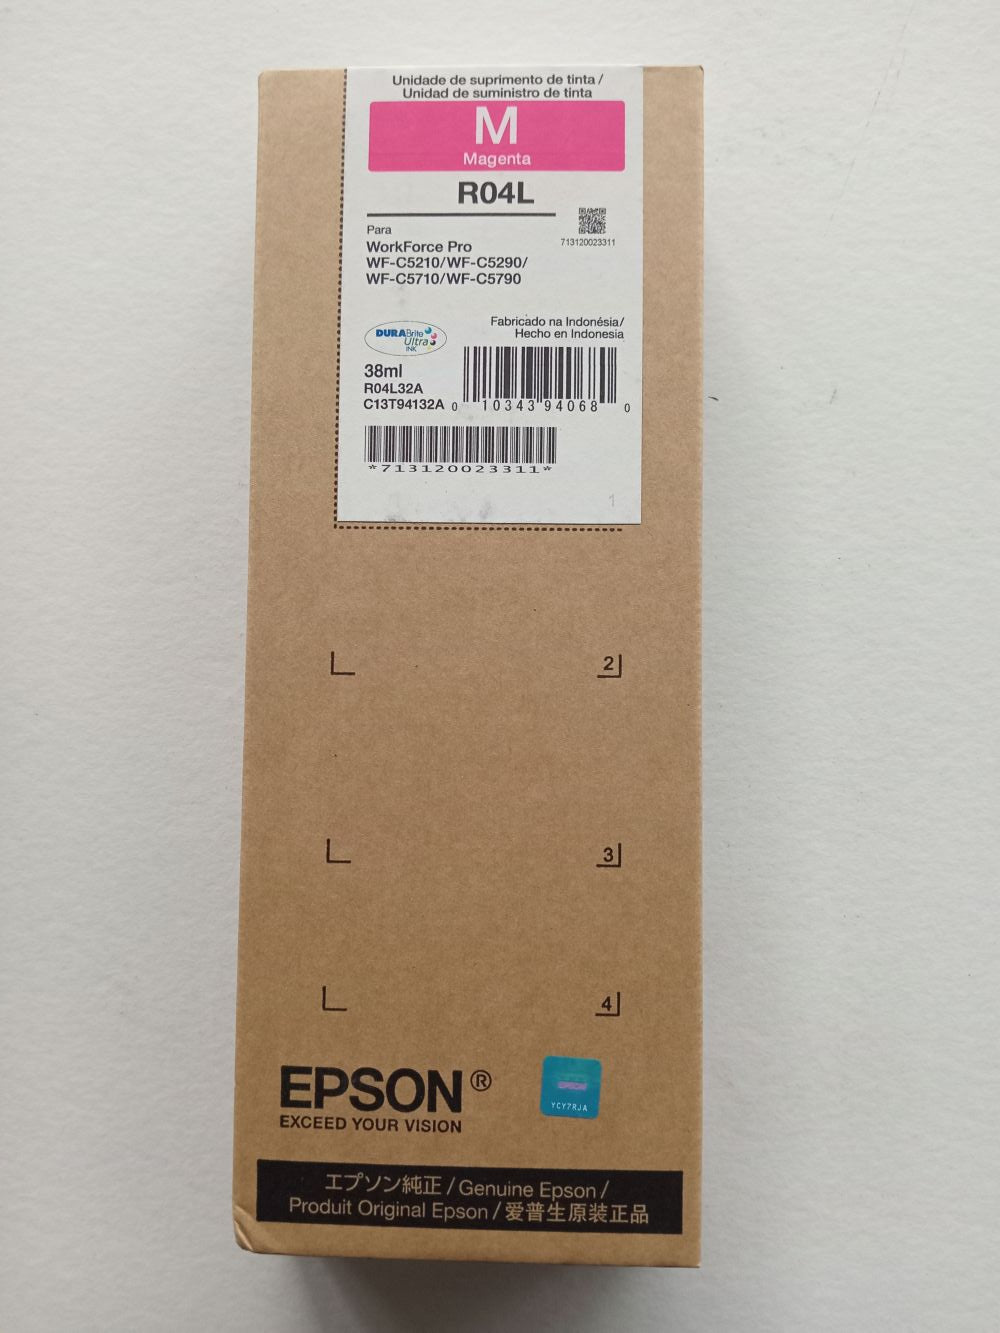 Unidade de suprimento de tinta /
Unidad de suministro de tinta
M
Magenta
R04L
713120023311
Para
WorkForce Pro
WF-C5210/WF-C5290/
WF-C5710/WF-C5790
Fabricado na Indonésia/
Hecho en Indonesia
DURABrite
Ultra
INK
38ml
R04L32A
C13T94132A
0 10343 94068 0
*713120023311*
1
2
3
4
EPSON®
EXCEED YOUR VISION
EPSON
YCY7RJA
エプソン純正 / Genuine Epson /
Produit Original Epson / 爱普生原装正品